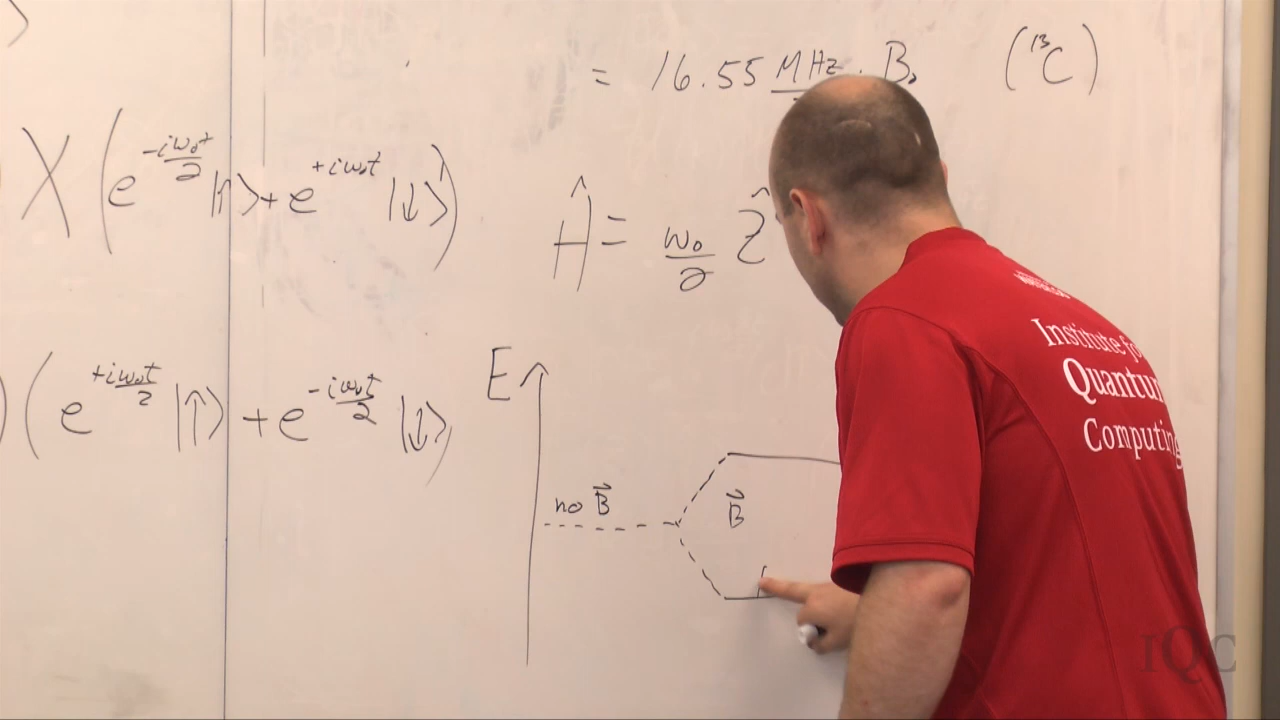 = 16.55 MHz · B₀ (¹³C)
X (e^{-iω₀t/2} |↑⟩ + e^{+iω₀t} |↓⟩)
Ĥ = ω₀/2 Ẑ
) (e^{+iω₀t/2} |↑⟩ + e^{-iω₀t/2} |↓⟩
E
no B⃗
B⃗
Institute fo
Quantum
Computing
IQC